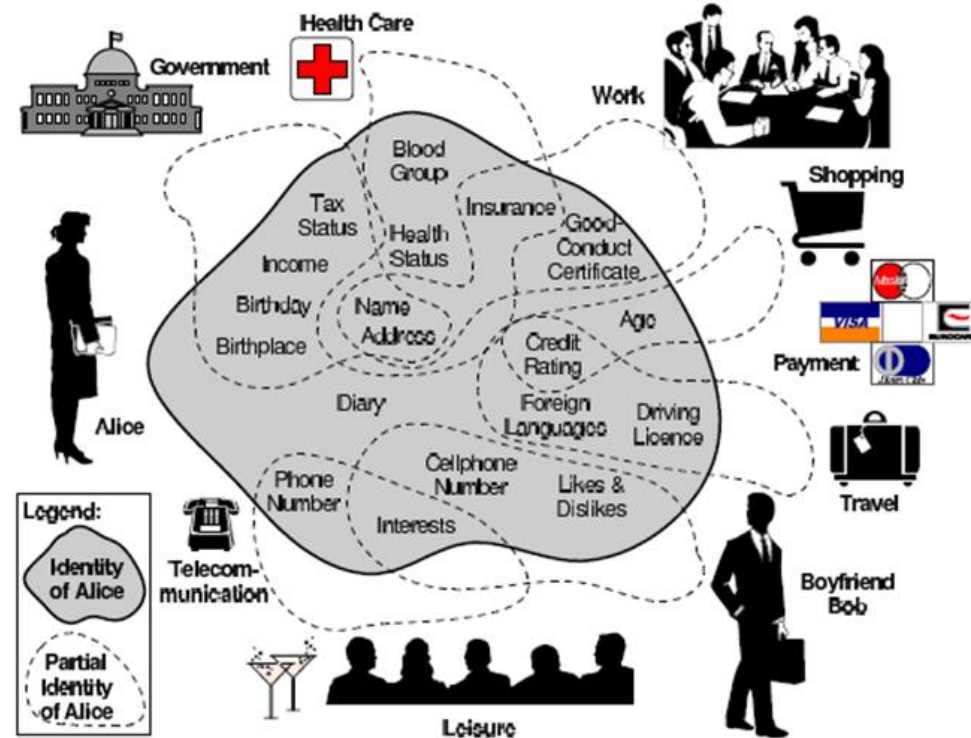 Health Care
Government
Work
Blood
Group
Shopping
Tax
Status
Insurance
Health
Status
Good-
Conduct
Certificate
Income
Birthday
Name
Address
Age
VISA
Birthplace
Credit
Rating
Payment
Diary
Foreign
Languages
Driving
Licence
Alice
Phone
Number
Cellphone
Number
Likes &
Dislikes
Travel
Legend:
Interests
Identity
of Alice
Telecom-
munication
Boyfriend
Bob
Partial
Identity
of Alice
Leisure